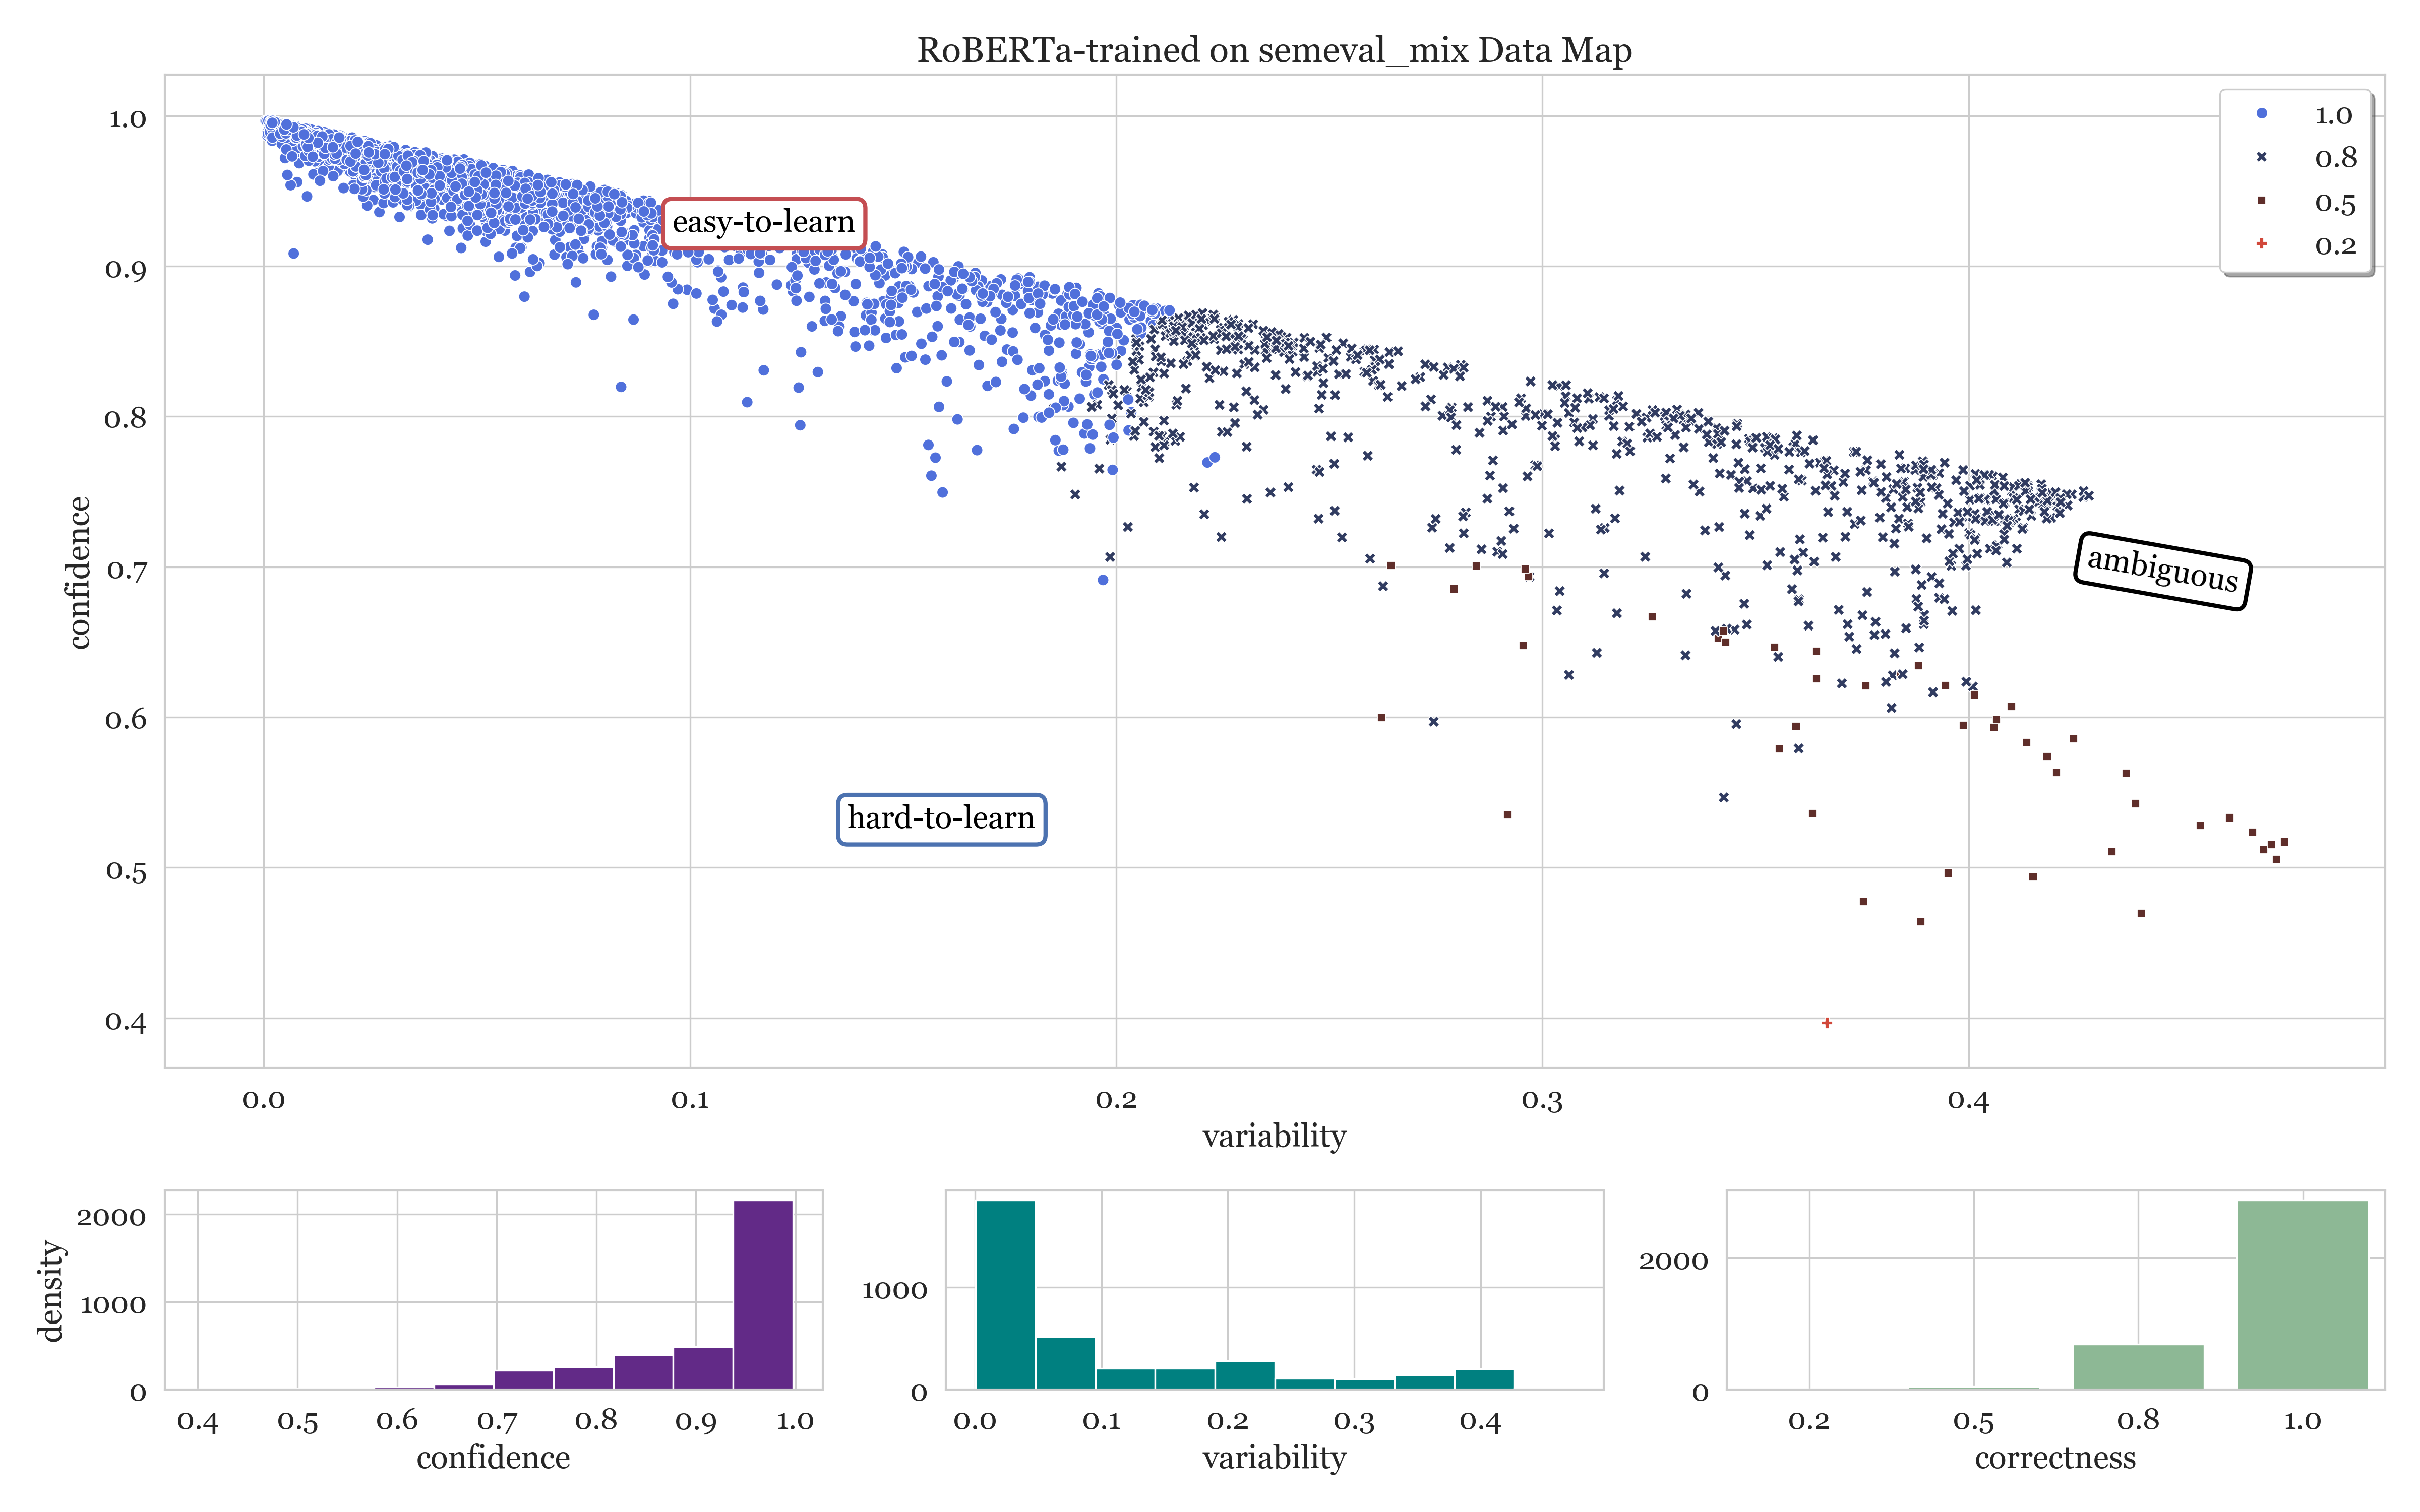 RoBERTa-trained on semeval_mix Data Map
1.0
0.8
0.5
0.2
easy-to-learn
ambiguous
hard-to-learn
confidence
1.0
0.9
0.8
0.7
0.6
0.5
0.4
0.0 0.1 0.2 0.3 0.4
variability
density
2000
1000
0
0.4 0.5 0.6 0.7 0.8 0.9 1.0
confidence
1000
0
0.0 0.1 0.2 0.3 0.4
variability
2000
0
0.2 0.5 0.8 1.0
correctness